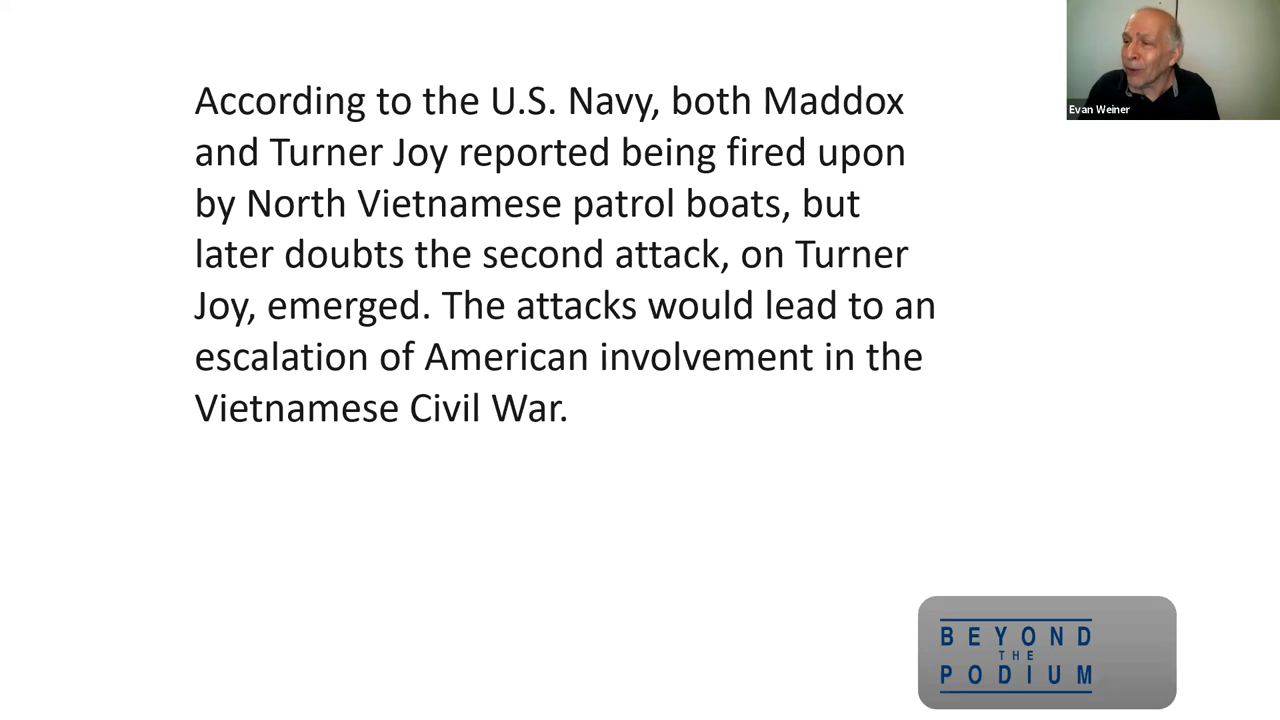 According to the U.S. Navy, both Maddox
and Turner Joy reported being fired upon
by North Vietnamese patrol boats, but
later doubts the second attack, on Turner
Joy, emerged. The attacks would lead to an
escalation of American involvement in the
Vietnamese Civil War.
Evan Weiner
BEYOND
THE
PODIUM